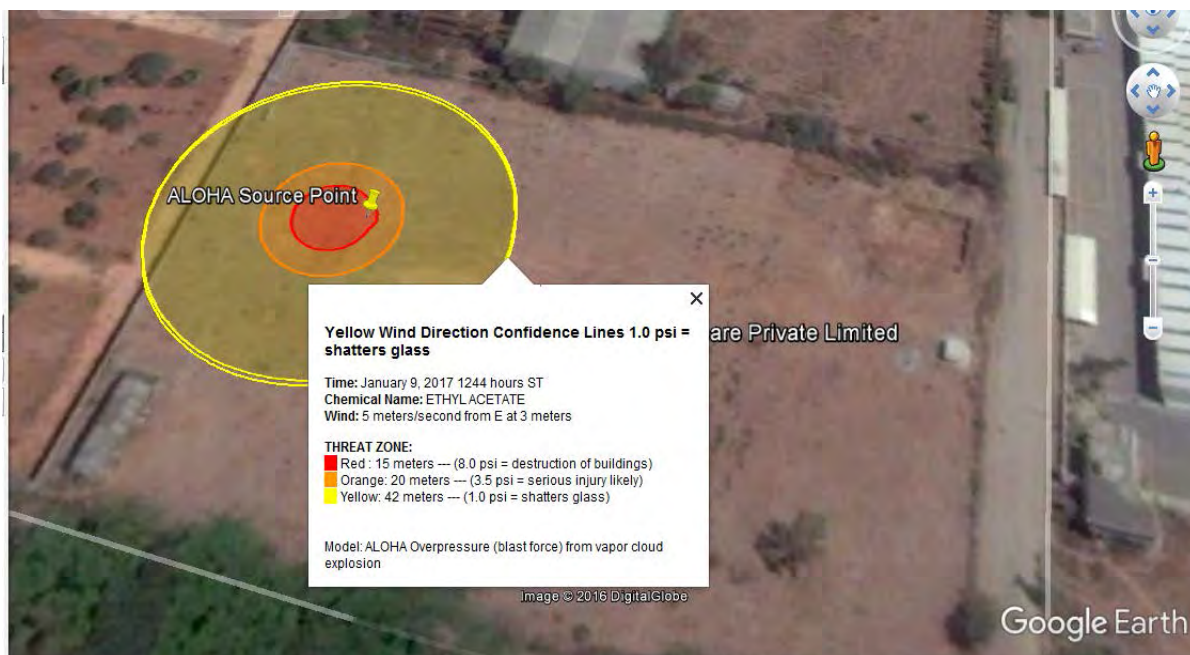 ALOHA Source Point
Yellow Wind Direction Confidence Lines 1.0 psi =
shatters glass
Time: January 9, 2017 1244 hours ST
Chemical Name: ETHYL ACETATE
Wind: 5 meters/second from E at 3 meters
THREAT ZONE:
Red : 15 meters --- (8.0 psi = destruction of buildings)
Orange: 20 meters --- (3.5 psi = serious injury likely)
Yellow: 42 meters --- (1.0 psi = shatters glass)
Model: ALOHA Overpressure (blast force) from vapor cloud
explosion
are Private Limited
Image © 2016 DigitalGlobe
Google Earth